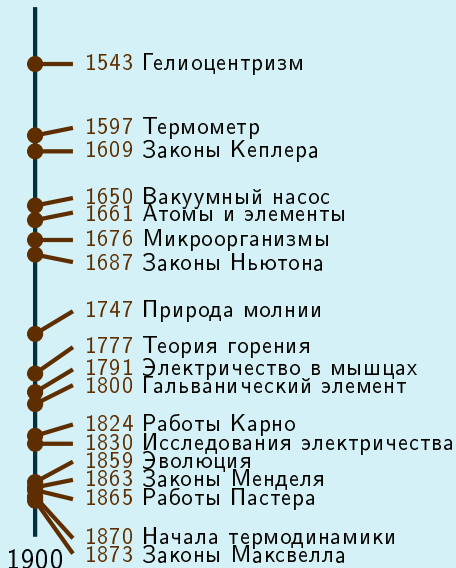 1543 Гелиоцентризм
1597 Термометр
1609 Законы Кеплера
1650 Вакуумный насос
1661 Атомы и элементы
1676 Микроорганизмы
1687 Законы Ньютона
1747 Природа молнии
1777 Теория горения
1791 Электричество в мышцах
1800 Гальванический элемент
1824 Работы Карно
1830 Исследования электричества
1859 Эволюция
1863 Законы Менделя
1865 Работы Пастера
1870 Начала термодинамики
1873 Законы Максвелла
1900